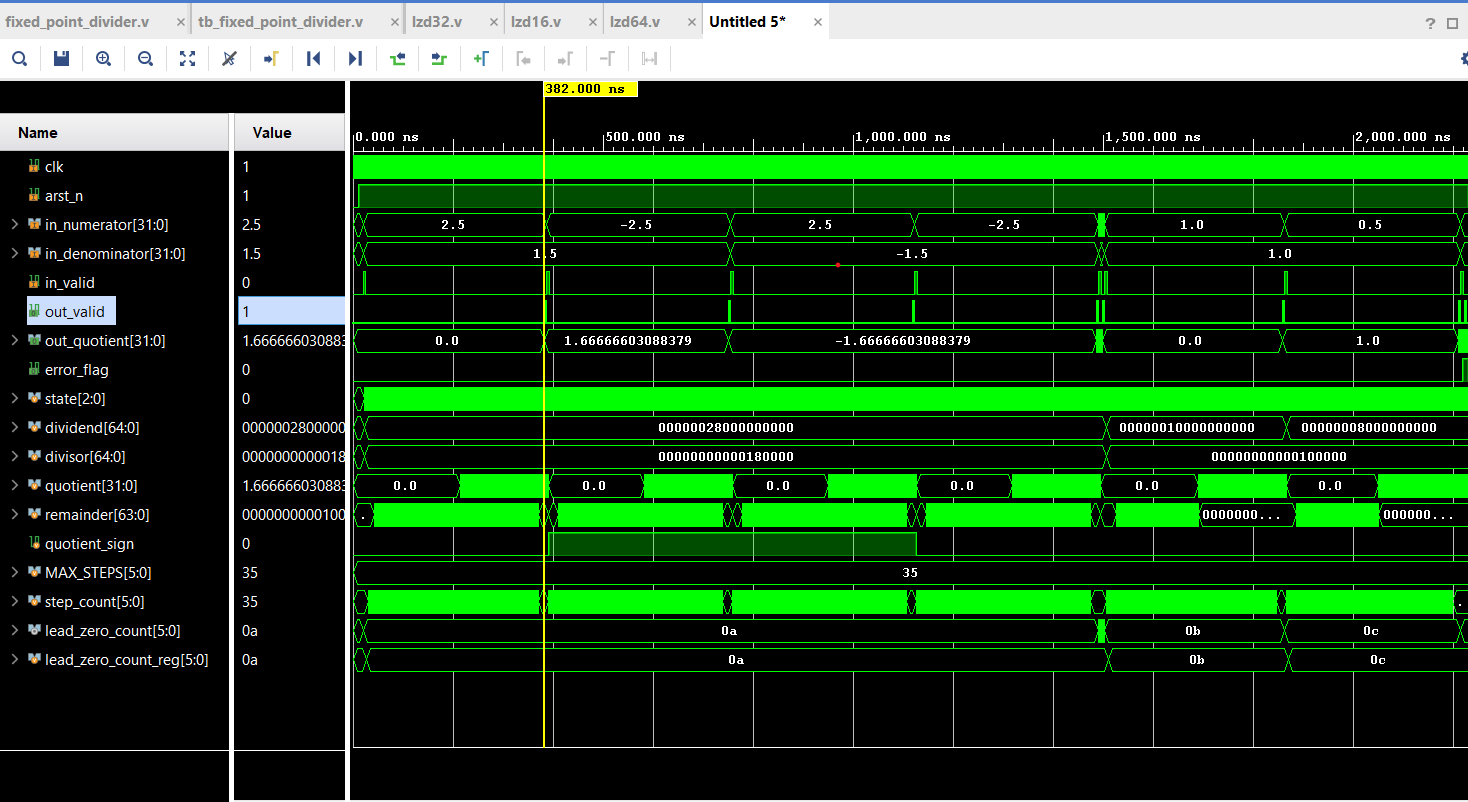 fixed_point_divider.v × tb_fixed_point_divider.v × lzd32.v × lzd16.v × lzd64.v × Untitled 5* × ?
382.000 ns
Name Value
0.000 ns 500.000 ns 1,000.000 ns 1,500.000 ns 2,000.000 ns
clk 1
arst_n 1
in_numerator[31:0] 2.5 2.5 -2.5 2.5 -2.5 1.0 0.5
in_denominator[31:0] 1.5 1.5 -1.5 1.0
in_valid 0
out_valid 1
out_quotient[31:0] 1.666666030883 0.0 1.66666603088379 -1.66666603088379 0.0 1.0
error_flag 0
state[2:0] 0
dividend[64:0] 0000002800000 00000028000000000 00000010000000000 00000008000000000
divisor[64:0] 0000000000018 00000000000180000 00000000000100000
quotient[31:0] 1.666666030883 0.0 0.0 0.0 0.0 0.0 0.0
remainder[63:0] 0000000000100 . 0000000... 000000...
quotient_sign 0
MAX_STEPS[5:0] 35 35
step_count[5:0] 35 .
lead_zero_count[5:0] 0a 0a 0b 0c
lead_zero_count_reg[5:0] 0a 0a 0b 0c